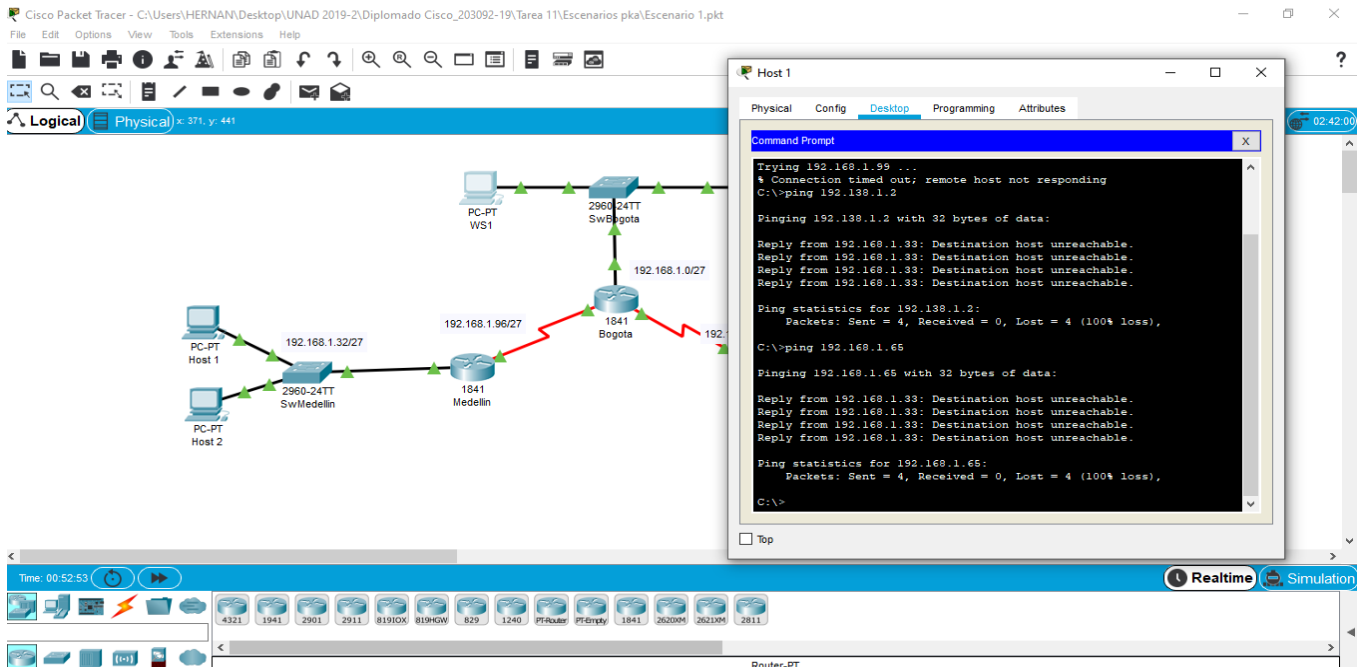 Cisco Packet Tracer - C:\Users\HERNAN\Desktop\UNAD 2019-2\Diplomado Cisco_203092-19\Tarea 11\Escenarios pka\Escenario 1.pkt
File Edit Options View Tools Extensions Help
?
Logical Physical x: 371, y: 441 02:42:00
PC-PT
WS1
2960-24TT
SwBogota
192.168.1.0/27
1841
Bogota
192.1
192.168.1.96/27
PC-PT
Host 1
192.168.1.32/27
2960-24TT
SwMedellin
1841
Medellin
PC-PT
Host 2
Host 1
Physical Config Desktop Programming Attributes
Command Prompt X
Trying 192.168.1.99 ...
% Connection timed out; remote host not responding
C:\>ping 192.138.1.2
Pinging 192.138.1.2 with 32 bytes of data:
Reply from 192.168.1.33: Destination host unreachable.
Reply from 192.168.1.33: Destination host unreachable.
Reply from 192.168.1.33: Destination host unreachable.
Reply from 192.168.1.33: Destination host unreachable.
Ping statistics for 192.138.1.2:
Packets: Sent = 4, Received = 0, Lost = 4 (100% loss),
C:\>ping 192.168.1.65
Pinging 192.168.1.65 with 32 bytes of data:
Reply from 192.168.1.33: Destination host unreachable.
Reply from 192.168.1.33: Destination host unreachable.
Reply from 192.168.1.33: Destination host unreachable.
Reply from 192.168.1.33: Destination host unreachable.
Ping statistics for 192.168.1.65:
Packets: Sent = 4, Received = 0, Lost = 4 (100% loss),
C:\>
Top
Time: 00:52:53 Realtime Simulation
4321 1941 2901 2911 819IOX 819HGW 829 1240 PT-Router PT-Empty 1841 2620XM 2621XM 2811
Router-PT